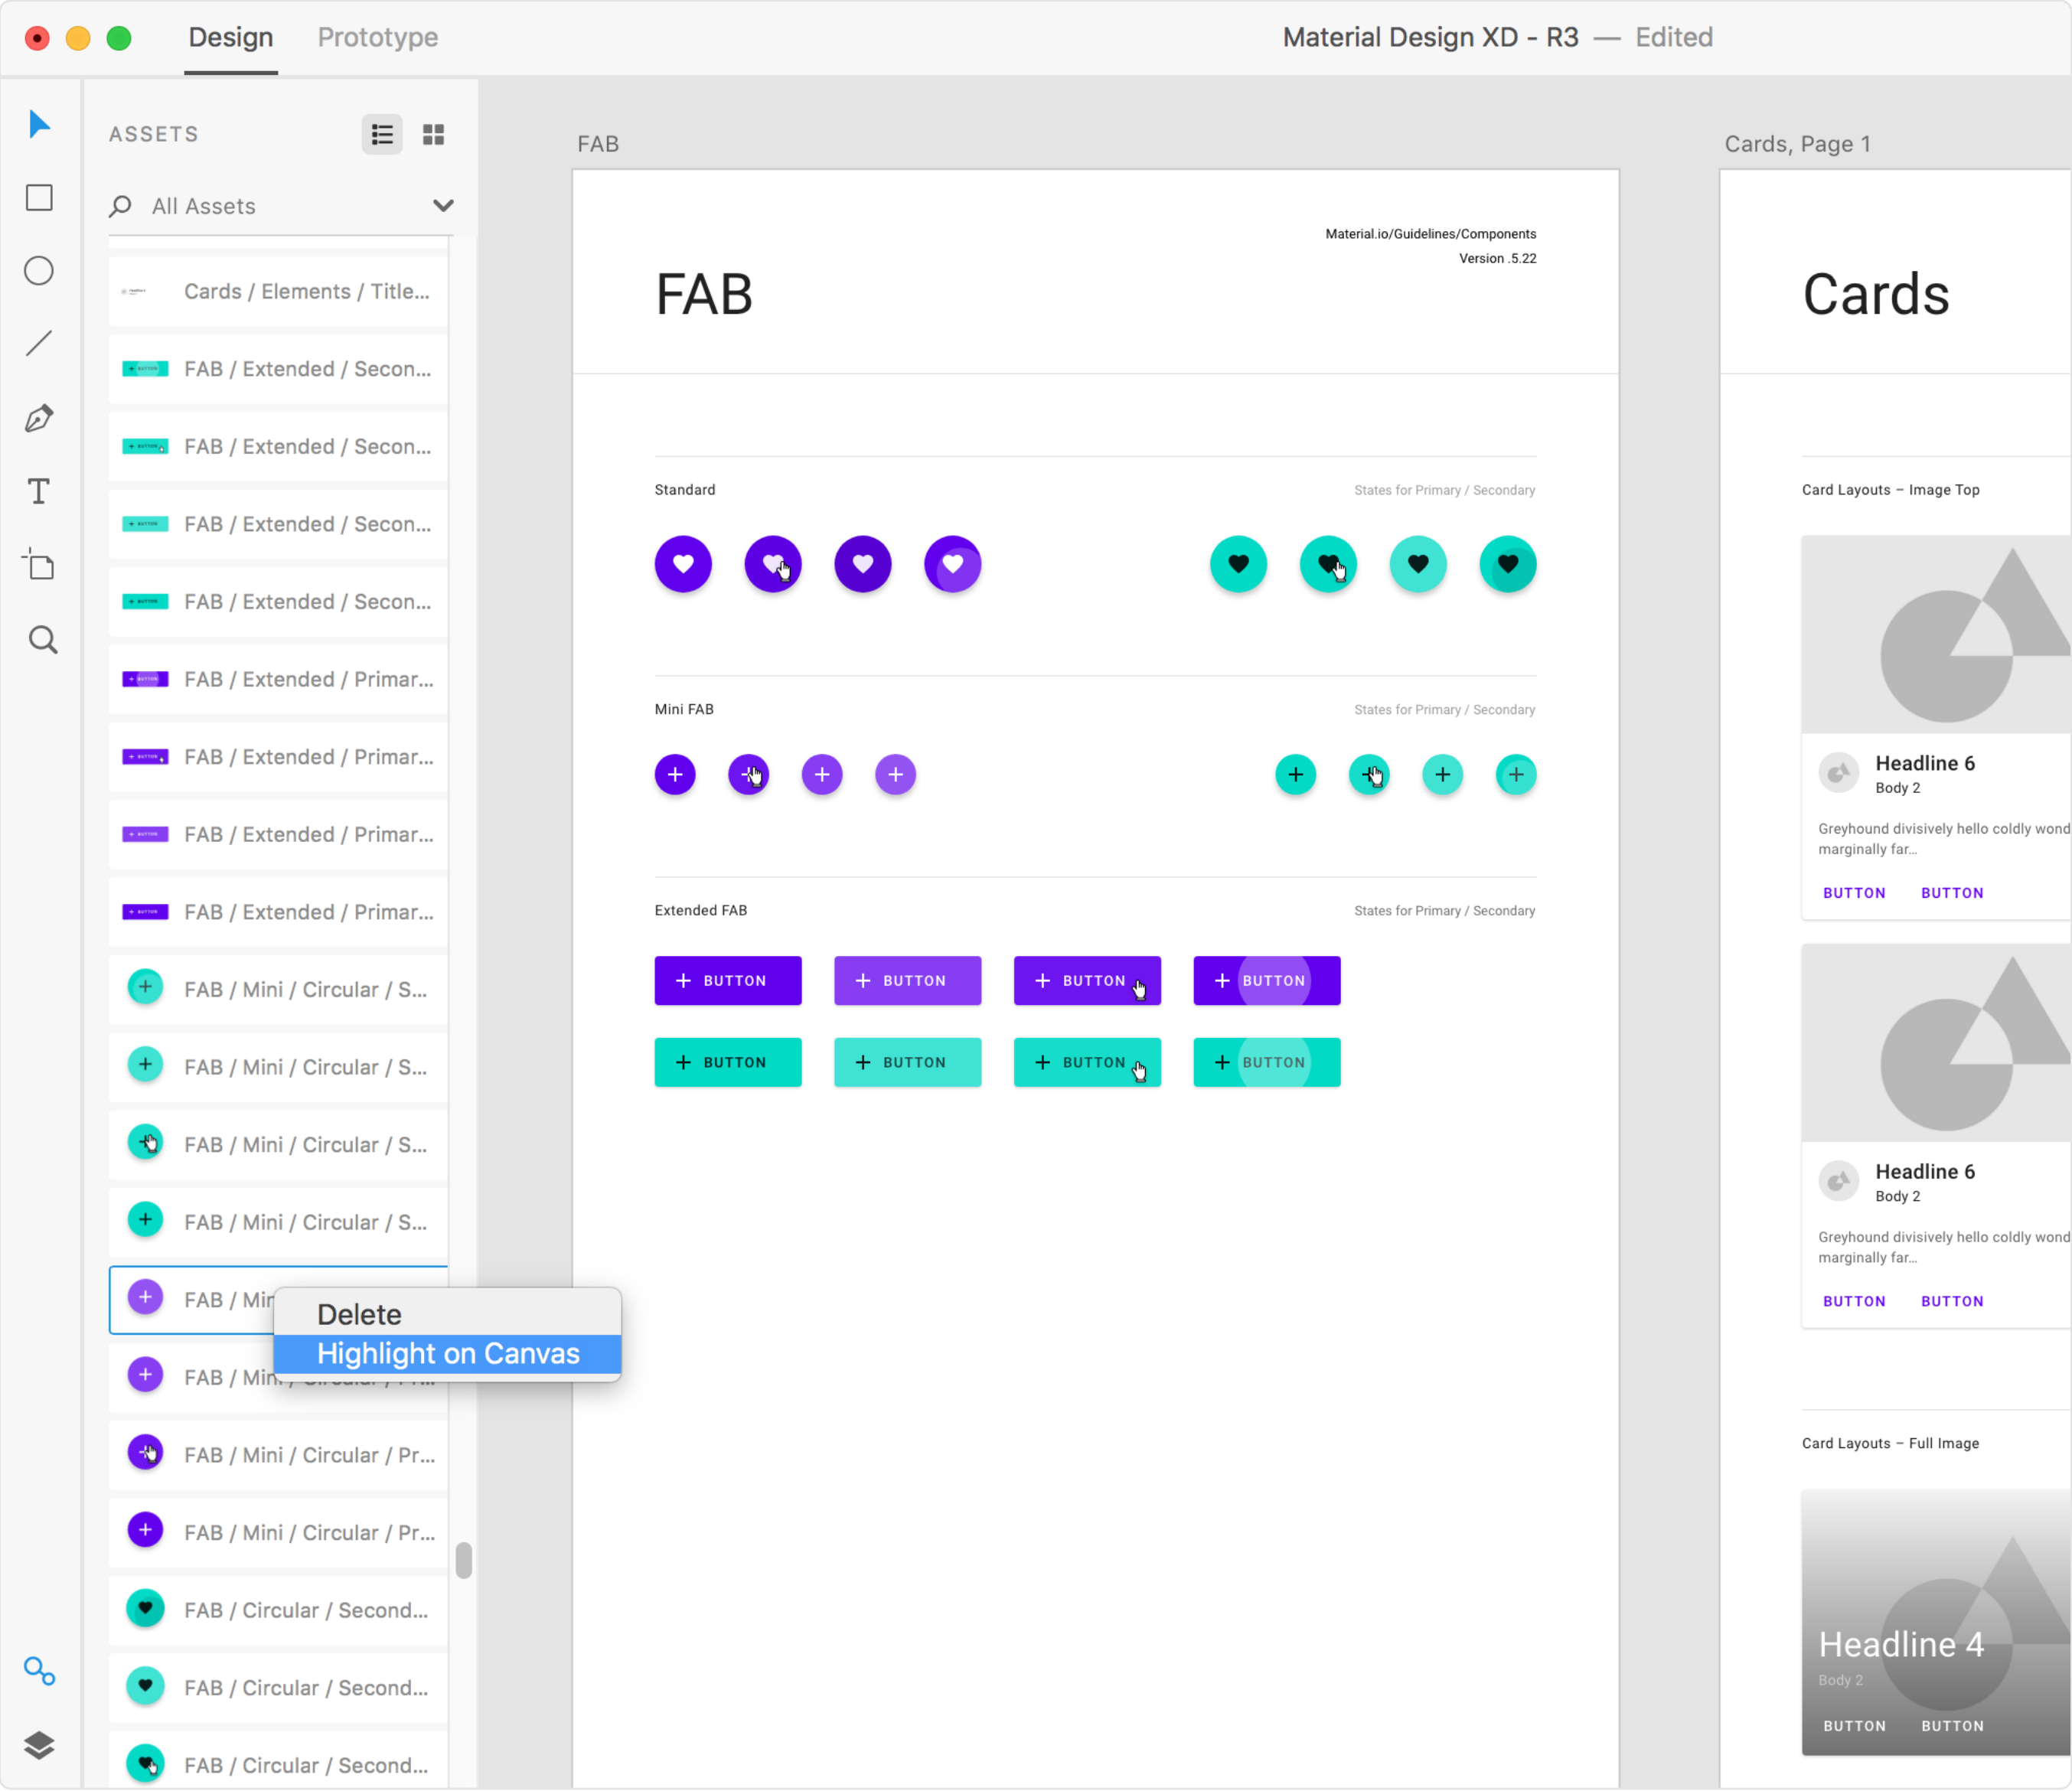 Design Prototype Material Design XD - R3 — Edited
ASSETS
All Assets
Cards / Elements / Title...
FAB / Extended / Secon...
FAB / Extended / Secon...
FAB / Extended / Secon...
FAB / Extended / Secon...
FAB / Extended / Primar...
FAB / Extended / Primar...
FAB / Extended / Primar...
FAB / Extended / Primar...
FAB / Mini / Circular / S...
FAB / Mini / Circular / S...
FAB / Mini / Circular / S...
FAB / Mini / Circular / S...
FAB /
FAB /
FAB / Mini / Circular / Pr...
FAB / Mini / Circular / Pr...
FAB / Circular / Second...
FAB / Circular / Second...
FAB / Circular / Second...
Delete
Highlight on Canvas
FAB
Material.io/Guidelines/Components
Version .5.22
FAB
Standard States for Primary / Secondary
Mini FAB States for Primary / Secondary
Extended FAB States for Primary / Secondary
BUTTON BUTTON BUTTON BUTTON
BUTTON BUTTON BUTTON BUTTON
Cards, Page 1
Cards
Card Layouts – Image Top
Headline 6
Body 2
Greyhound divisively hello coldly wond
marginally far...
BUTTON BUTTON
Headline 6
Body 2
Greyhound divisively hello coldly wond
marginally far...
BUTTON BUTTON
Card Layouts – Full Image
Headline 4
Body 2
BUTTON BUTTON